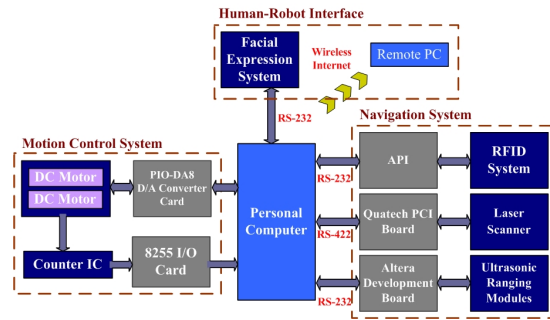 Human-Robot Interface
Facial
Expression
System
Wireless
Internet
Remote PC
RS-232
Motion Control System
DC Motor
DC Motor
PIO-DA8
D/A Converter
Card
Counter IC
8255 I/O
Card
Personal
Computer
Navigation System
RS-232
API
RFID
System
RS-422
Quatech PCI
Board
Laser
Scanner
RS-232
Altera
Development
Board
Ultrasonic
Ranging
Modules